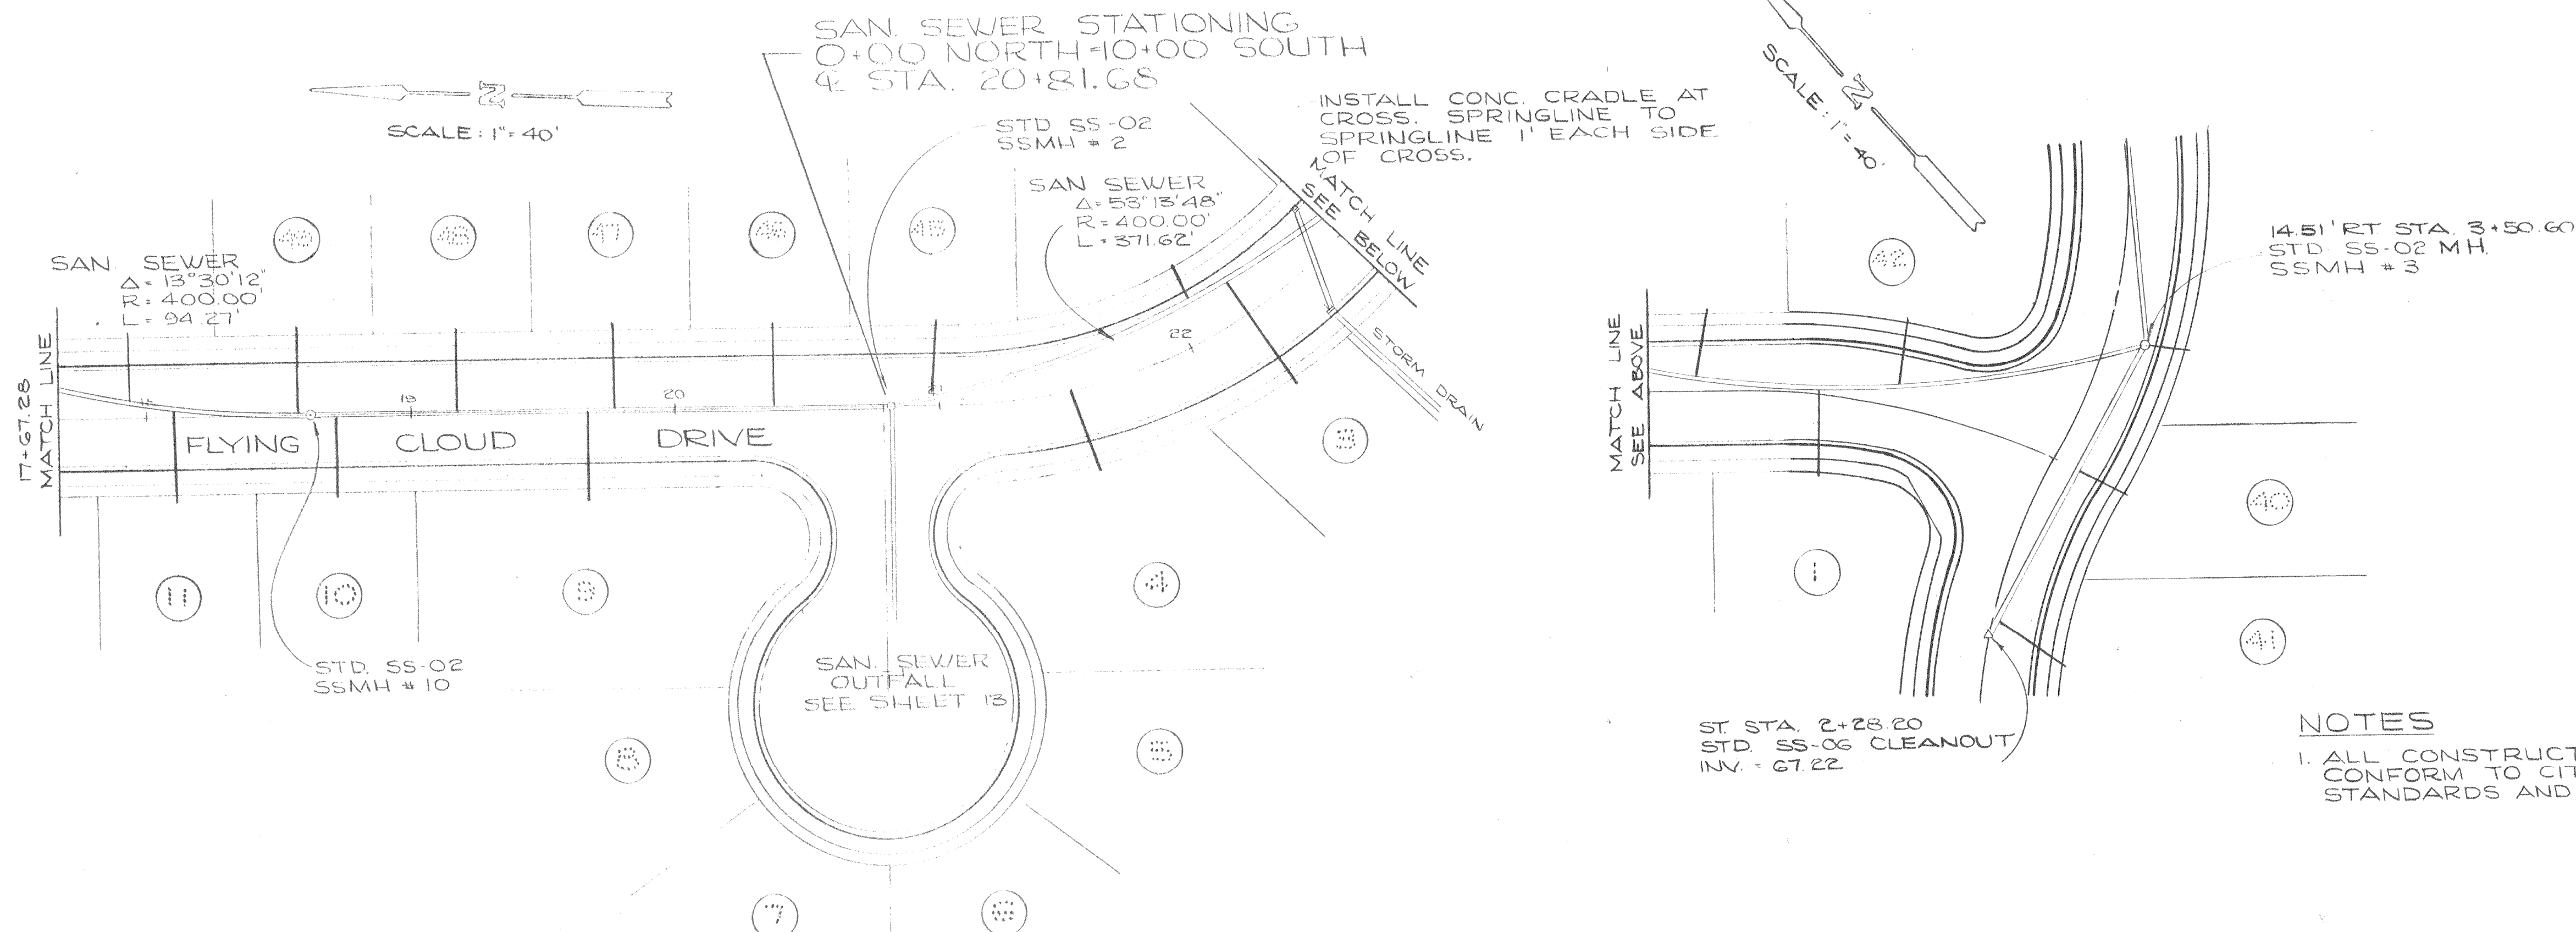 SAN. SEWER STATIONING
0+00 NORTH=10+00 SOUTH
℄ STA. 20+81.68
N
SCALE: 1"= 40'
STD SS-02
SSMH # 2
INSTALL CONC. CRADLE AT
CROSS. SPRINGLINE TO
SPRINGLINE 1' EACH SIDE
OF CROSS.
SAN SEWER
Δ= 53°13'48"
R= 400.00'
L= 371.62'
MATCH LINE
SEE BELOW
49
48
47
46
45
SAN. SEWER
Δ= 13°30'12"
R= 400.00'
L= 94.27'
17+67.28
MATCH LINE
19
20
21
22
FLYING CLOUD DRIVE
STORM DRAIN
3
11
10
9
4
STD. SS-02
SSMH # 10
SAN. SEWER
OUTFALL
SEE SHEET 13
8
5
7
6
N
SCALE: 1"= 40'
42
14.51' RT STA. 3+50.60
STD SS-02 MH.
SSMH # 3
MATCH LINE
SEE ABOVE
40
1
41
ST. STA. 2+28.20
STD. SS-06 CLEANOUT
INV. = 67.22
NOTES
1. ALL CONSTRUCT
CONFORM TO CIT
STANDARDS AND